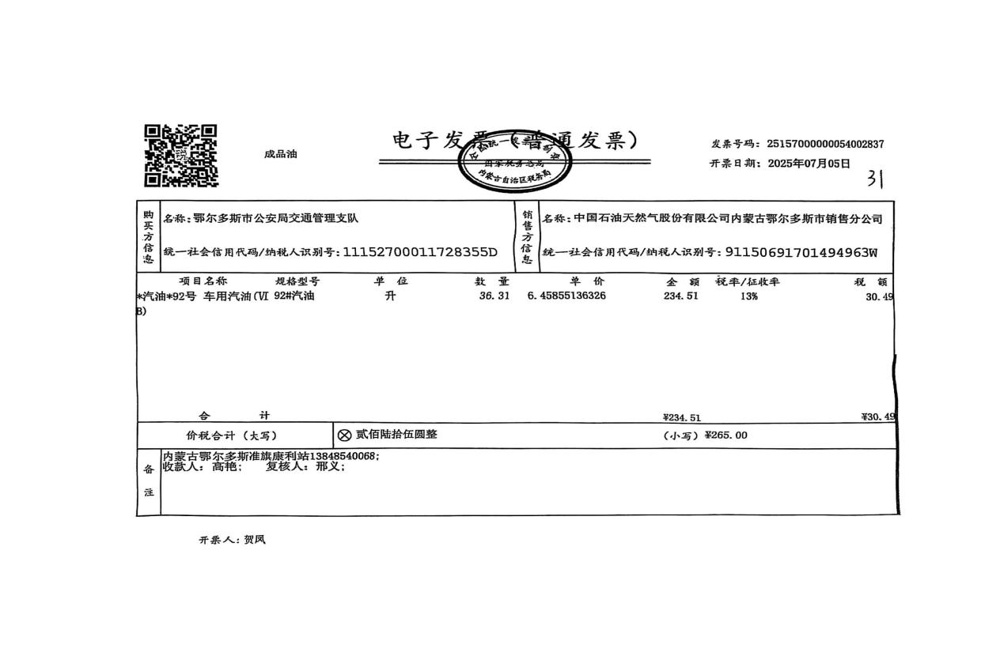 成品油
电子发票（普通发票）
全国统一发票监制章
国家税务总局
内蒙古自治区税务局
发票号码: 25157000000054002837
开票日期: 2025年07月05日
31
购买方信息
名称: 鄂尔多斯市公安局交通管理支队
统一社会信用代码/纳税人识别号: 11152700011728355D
销售方信息
名称: 中国石油天然气股份有限公司内蒙古鄂尔多斯市销售分公司
统一社会信用代码/纳税人识别号: 91150691701494963W
项目名称 规格型号 单位 数量 单价 金额 税率/征收率 税额
*汽油*92号 车用汽油(VI 92#汽油 升 36.31 6.45855136326 234.51 13% 30.49
B)
合计 ¥234.51 ¥30.49
价税合计（大写） ⊗ 贰佰陆拾伍圆整 （小写）¥265.00
备注
内蒙古鄂尔多斯准旗康利站13848540068;
收款人: 高艳; 复核人: 邢义;
开票人: 贺凤